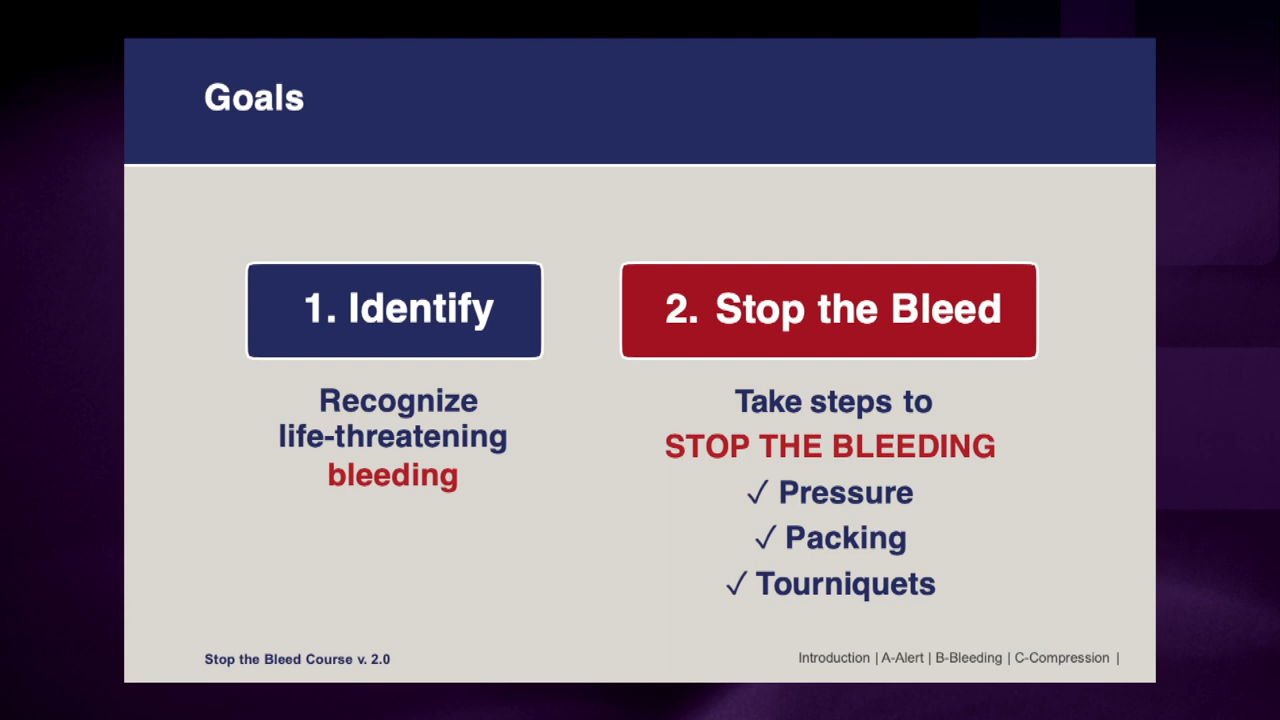 Goals
1. Identify
Recognize
life-threatening
bleeding
2. Stop the Bleed
Take steps to
STOP THE BLEEDING
✓ Pressure
✓ Packing
✓ Tourniquets
Stop the Bleed Course v. 2.0
Introduction | A-Alert | B-Bleeding | C-Compression |